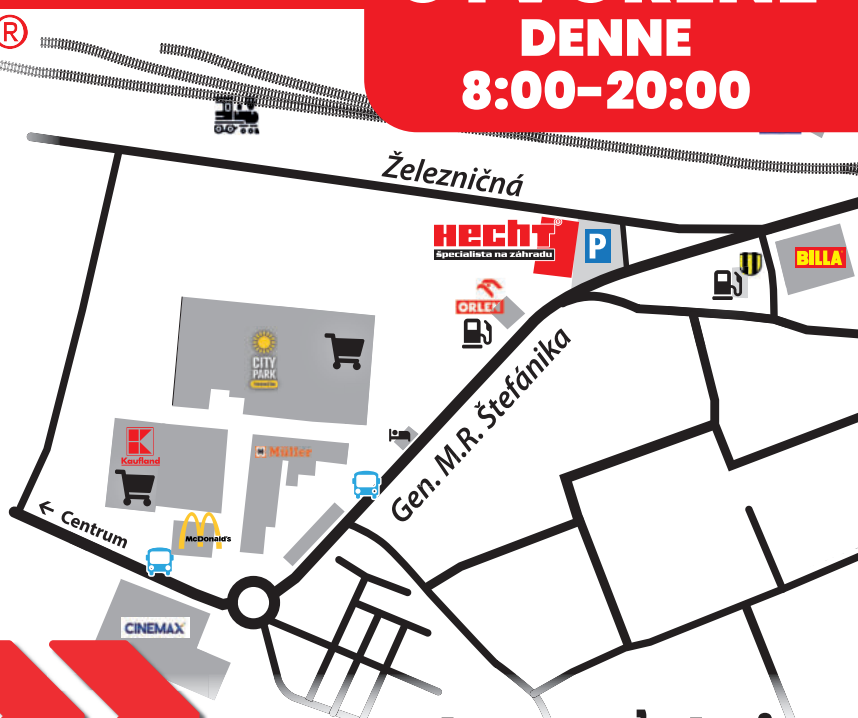 ®
DENNE
8:00-20:00
Železničná
HECHT®
špecialista na záhradu
P
BILLA
ORLEN
CITY
PARK
Gen. M.R. Štefánika
Müller
K
Kaufland
← Centrum
McDonald's
CINEMAX